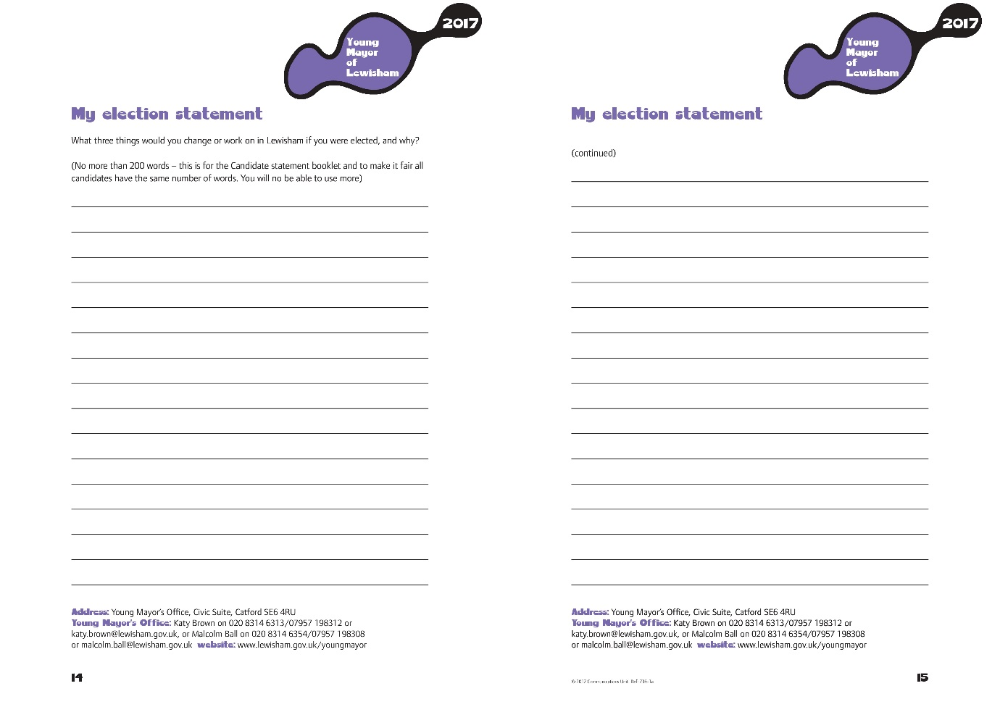 2017
Young
Mayor
of
Lewisham
My election statement
What three things would you change or work on in Lewisham if you were elected, and why?
(No more than 200 words – this is for the Candidate statement booklet and to make it fair all
candidates have the same number of words. You will no be able to use more)
Address: Young Mayor's Office, Civic Suite, Catford SE6 4RU
Young Mayor's Office: Katy Brown on 020 8314 6313/07957 198312 or
katy.brown@lewisham.gov.uk, or Malcolm Ball on 020 8314 6354/07957 198308
or malcolm.ball@lewisham.gov.uk website: www.lewisham.gov.uk/youngmayor
14
2017
Young
Mayor
of
Lewisham
My election statement
(continued)
Address: Young Mayor's Office, Civic Suite, Catford SE6 4RU
Young Mayor's Office: Katy Brown on 020 8314 6313/07957 198312 or
katy.brown@lewisham.gov.uk, or Malcolm Ball on 020 8314 6354/07957 198308
or malcolm.ball@lewisham.gov.uk website: www.lewisham.gov.uk/youngmayor
© 2017 Communications Unit. Ref: 736-1a
15